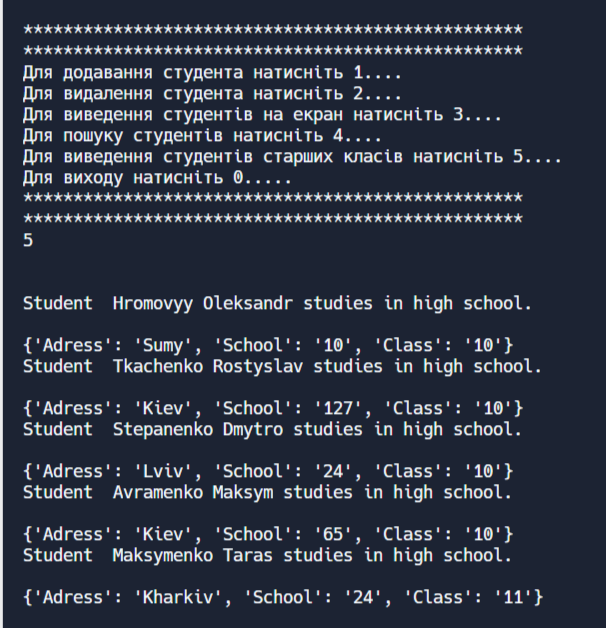 **************************************************
**************************************************
Для додавання студента натисніть 1....
Для видалення студента натисніть 2....
Для виведення студентів на екран натисніть 3....
Для пошуку студентів натисніть 4....
Для виведення студентів старших класів натисніть 5....
Для виходу натисніть 0.....
**************************************************
**************************************************
5
Student  Hromovyy Oleksandr studies in high school.
{'Adress': 'Sumy', 'School': '10', 'Class': '10'}
Student  Tkachenko Rostyslav studies in high school.
{'Adress': 'Kiev', 'School': '127', 'Class': '10'}
Student  Stepanenko Dmytro studies in high school.
{'Adress': 'Lviv', 'School': '24', 'Class': '10'}
Student  Avramenko Maksym studies in high school.
{'Adress': 'Kiev', 'School': '65', 'Class': '10'}
Student  Maksymenko Taras studies in high school.
{'Adress': 'Kharkiv', 'School': '24', 'Class': '11'}